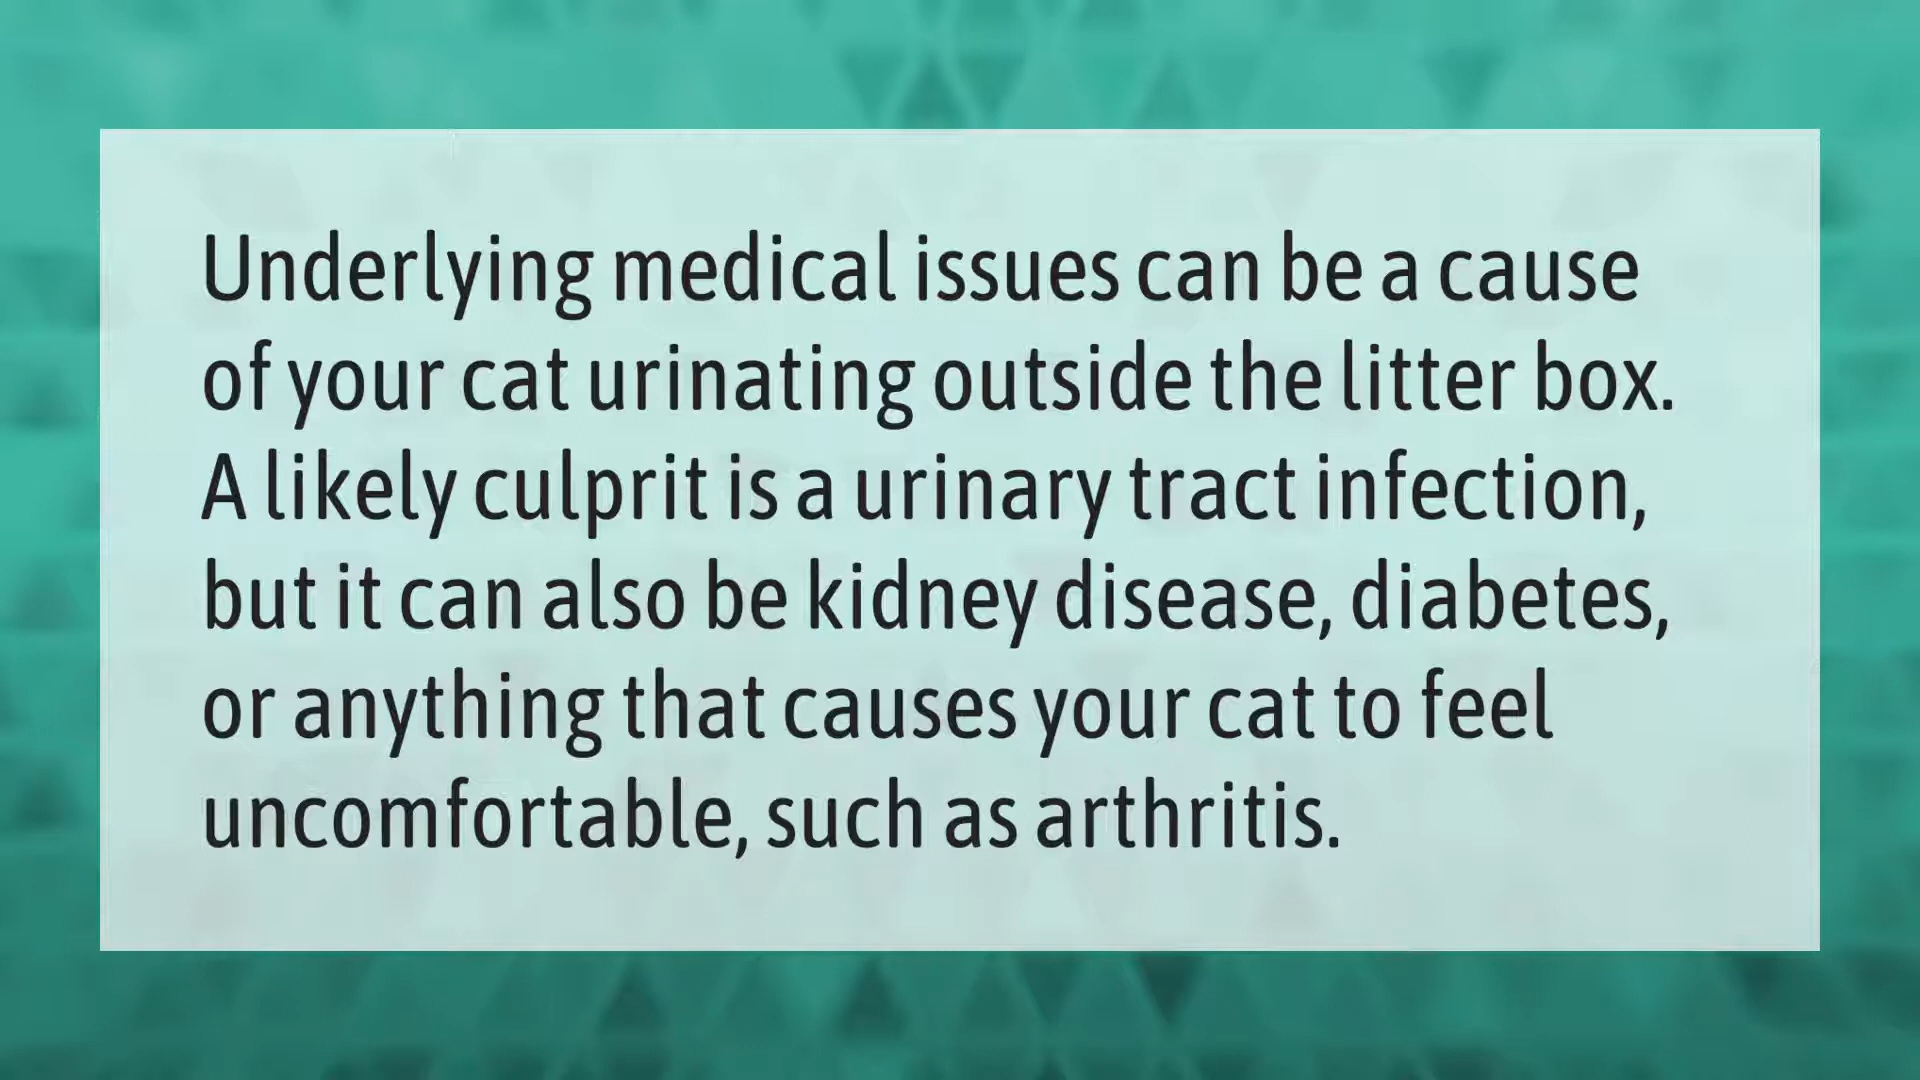 Underlying medical issues can be a cause
of your cat urinating outside the litter box.
A likely culprit is a urinary tract infection,
but it can also be kidney disease, diabetes,
or anything that causes your cat to feel
uncomfortable, such as arthritis.